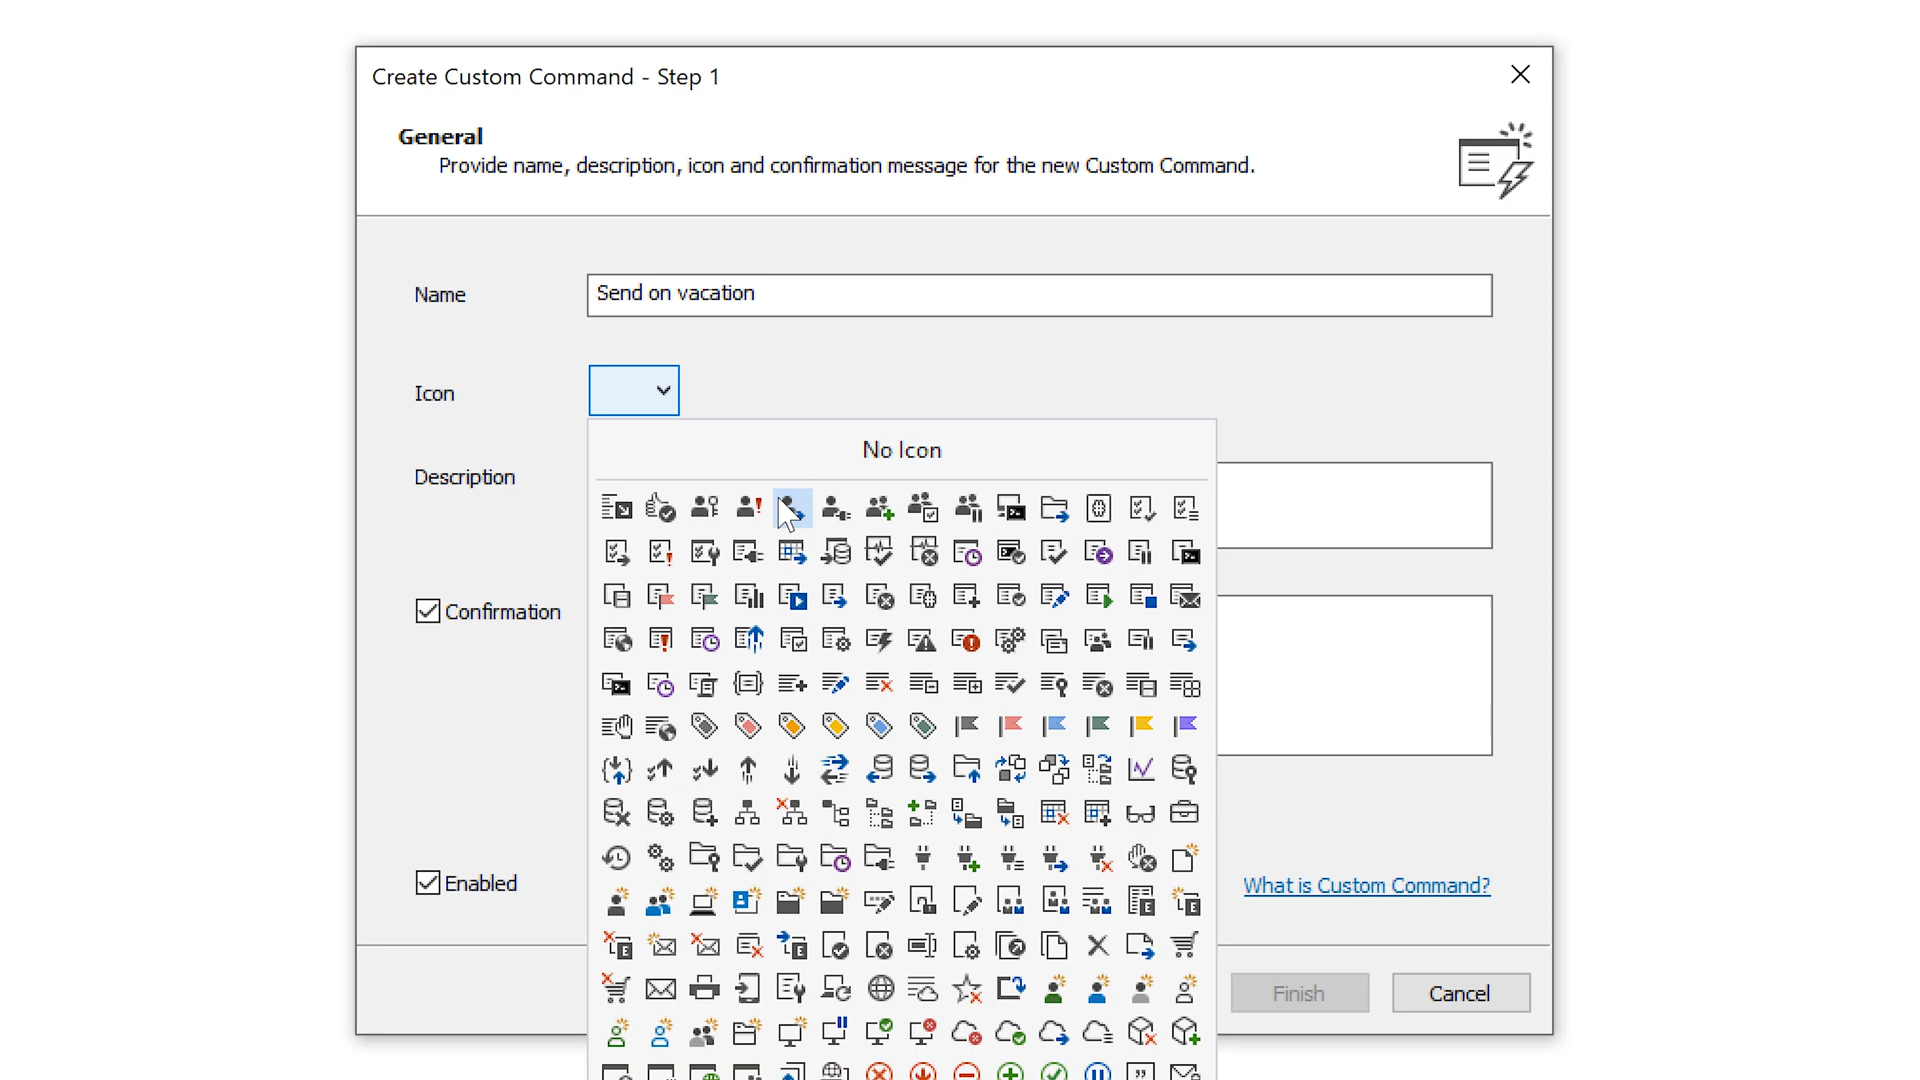 Create Custom Command - Step 1
General
Provide name, description, icon and confirmation message for the new Custom Command.
Name
Send on vacation
Icon
No Icon
Description
Confirmation
Enabled
What is Custom Command?
Finish
Cancel